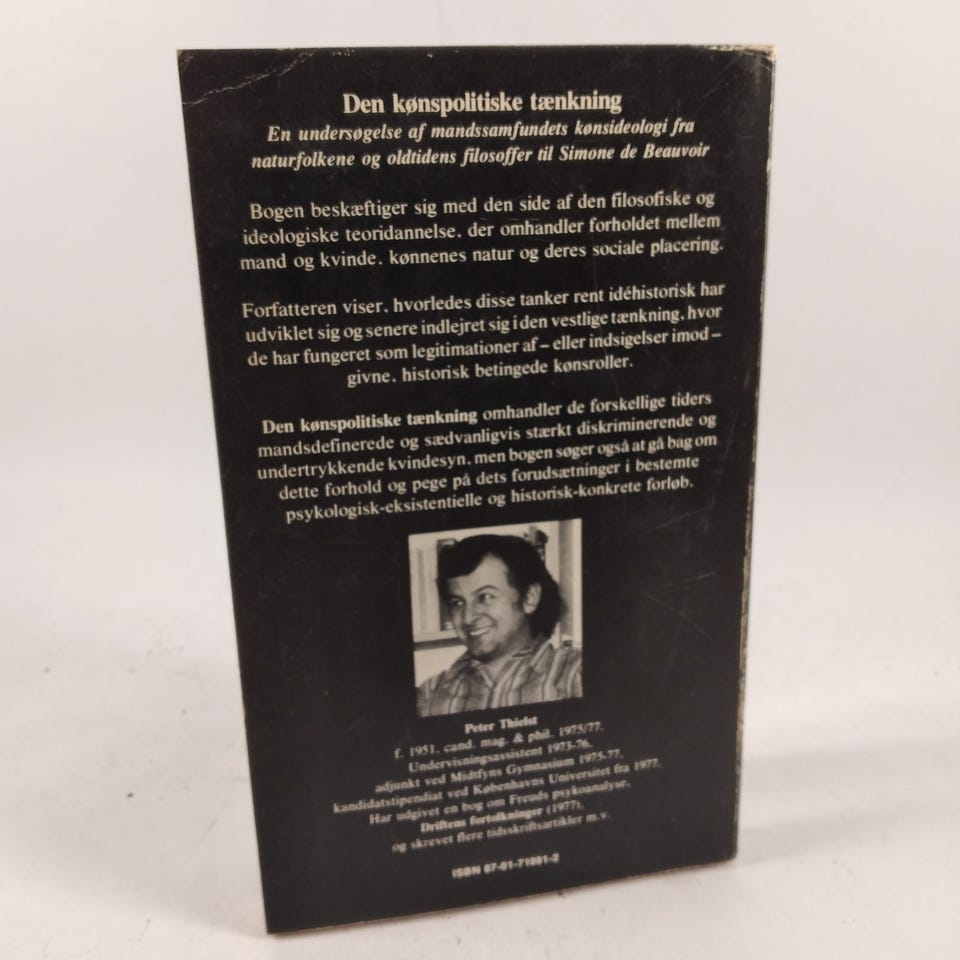 Den kønspolitiske tænkning
En undersøgelse af mandssamfundets kønsideologi fra
naturfolkene og oldtidens filosoffer til Simone de Beauvoir
Bogen beskæftiger sig med den side af den filosofiske og
ideologiske teoridannelse, der omhandler forholdet mellem
mand og kvinde, kønnenes natur og deres sociale placering.
Forfatteren viser, hvorledes disse tanker rent idéhistorisk har
udviklet sig og senere indlejret sig i den vestlige tænkning, hvor
de har fungeret som legitimationer af – eller indsigelser imod –
givne, historisk betingede kønsroller.
Den kønspolitiske tænkning omhandler de forskellige tiders
mandsdefinerede og sædvanligvis stærkt diskriminerende og
undertrykkende kvindesyn, men bogen søger også at gå bag om
dette forhold og pege på dets forudsætninger i bestemte
psykologisk-eksistentielle og historisk-konkrete forløb.
Peter Thielst
f. 1951, cand. mag. & phil. 1975/77.
Undervisningsassistent 1973-76,
adjunkt ved Midtfyns Gymnasium 1975-77,
kandidatstipendiat ved Københavns Universitet fra 1977.
Har udgivet en bog om Freuds psykoanalyse,
Driftens fortolkninger (1977),
og skrevet flere tidsskriftsartikler m.v.
ISBN 87-01-71991-2